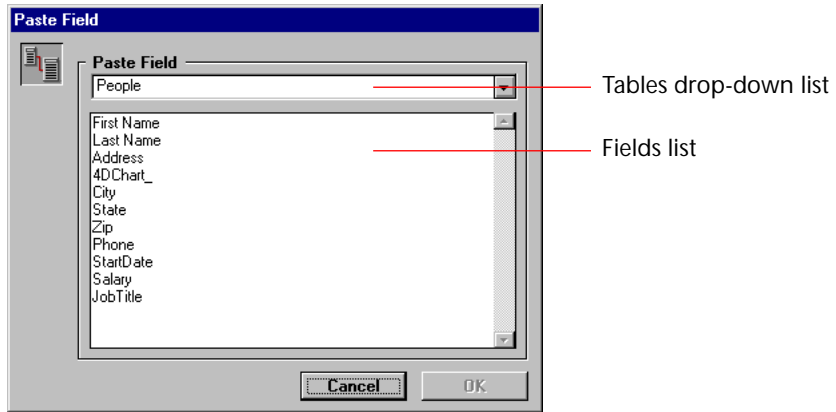 Paste Field
Paste Field
People
Tables drop-down list
First Name
Last Name
Fields list
Address
4DChart_
City
State
Zip
Phone
StartDate
Salary
JobTitle
Cancel
OK